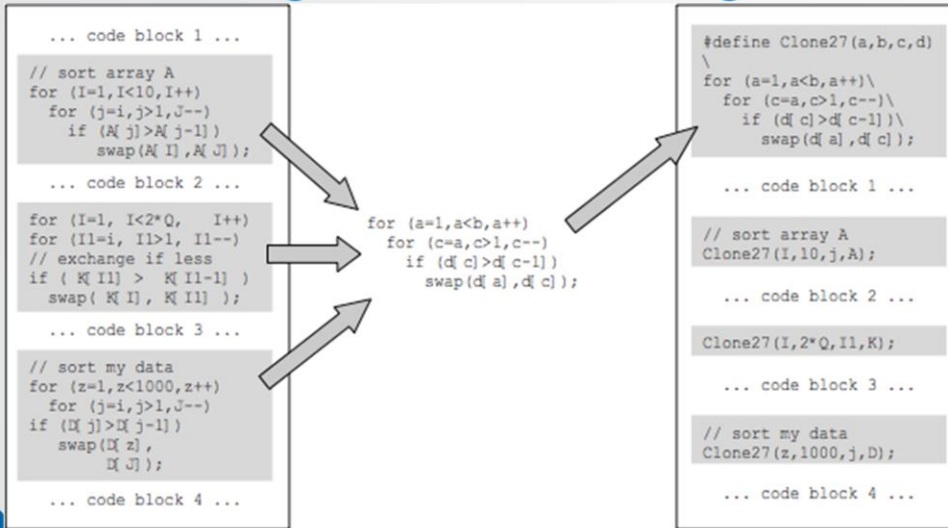 ... code block 1 ...
// sort array A
for (I=1,I<10,I++)
for (j=i,j>1,J--)
if (A[j]>A[j-1])
swap(A[I],A[J]);
... code block 2 ...
for (I=1, I<2*Q, I++)
for (I1=i, I1>1, I1--)
// exchange if less
if ( K[I1] > K[I1-1] )
swap( K[I], K[I1] );
... code block 3 ...
// sort my data
for (z=1,z<1000,z++)
for (j=i,j>1,J--)
if (D[j]>D[j-1])
swap(D[z],
D[J]);
... code block 4 ...
for (a=1,a<b,a++)
for (c=a,c>1,c--)
if (d[c]>d[c-1])
swap(d[a],d[c]);
#define Clone27(a,b,c,d)
\
for (a=1,a<b,a++)\
for (c=a,c>1,c--)\
if (d[c]>d[c-1])\
swap(d[a],d[c]);
... code block 1 ...
// sort array A
Clone27(I,10,j,A);
... code block 2 ...
Clone27(I,2*Q,I1,K);
... code block 3 ...
// sort my data
Clone27(z,1000,j,D);
... code block 4 ...